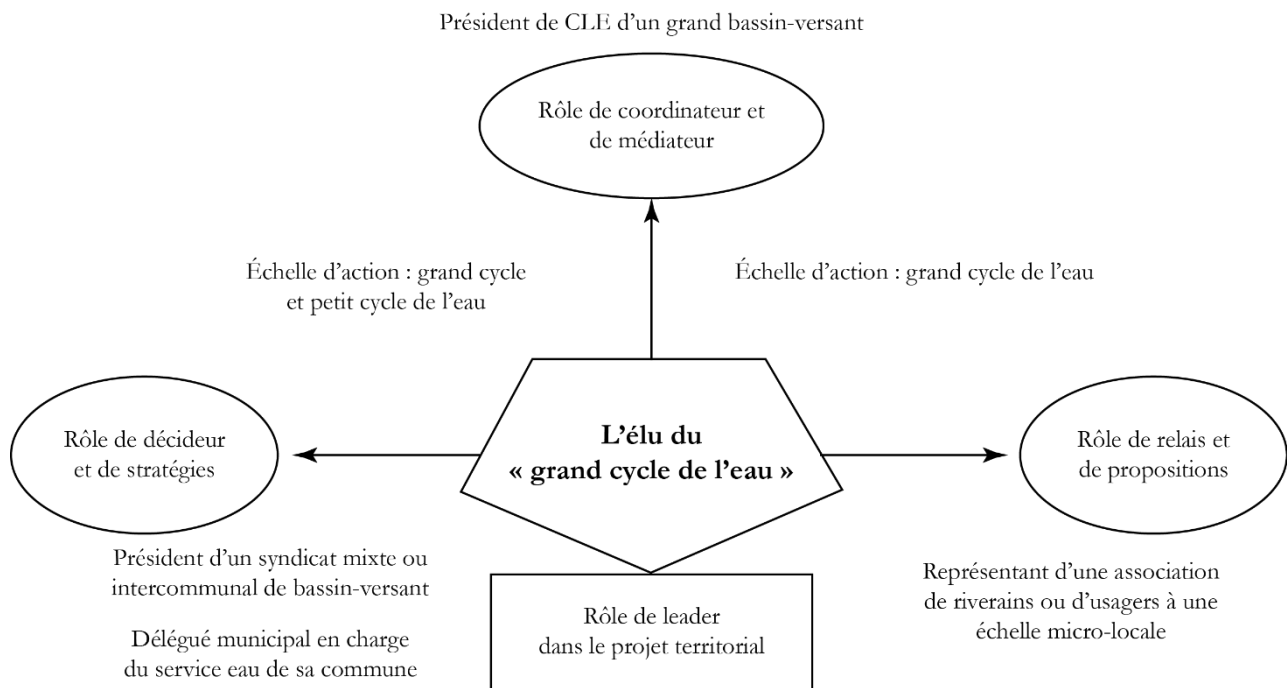 Président de CLE d’un grand bassin-versant
Rôle de coordinateur et
de médiateur
Échelle d’action : grand cycle
et petit cycle de l’eau
Échelle d’action : grand cycle de l’eau
Rôle de décideur
et de stratégies
L’élu du
« grand cycle de l’eau »
Rôle de relais et
de propositions
Président d’un syndicat mixte ou
intercommunal de bassin-versant
Délégué municipal en charge
du service eau de sa commune
Rôle de leader
dans le projet territorial
Représentant d’une association
de riverains ou d’usagers à une
échelle micro-locale